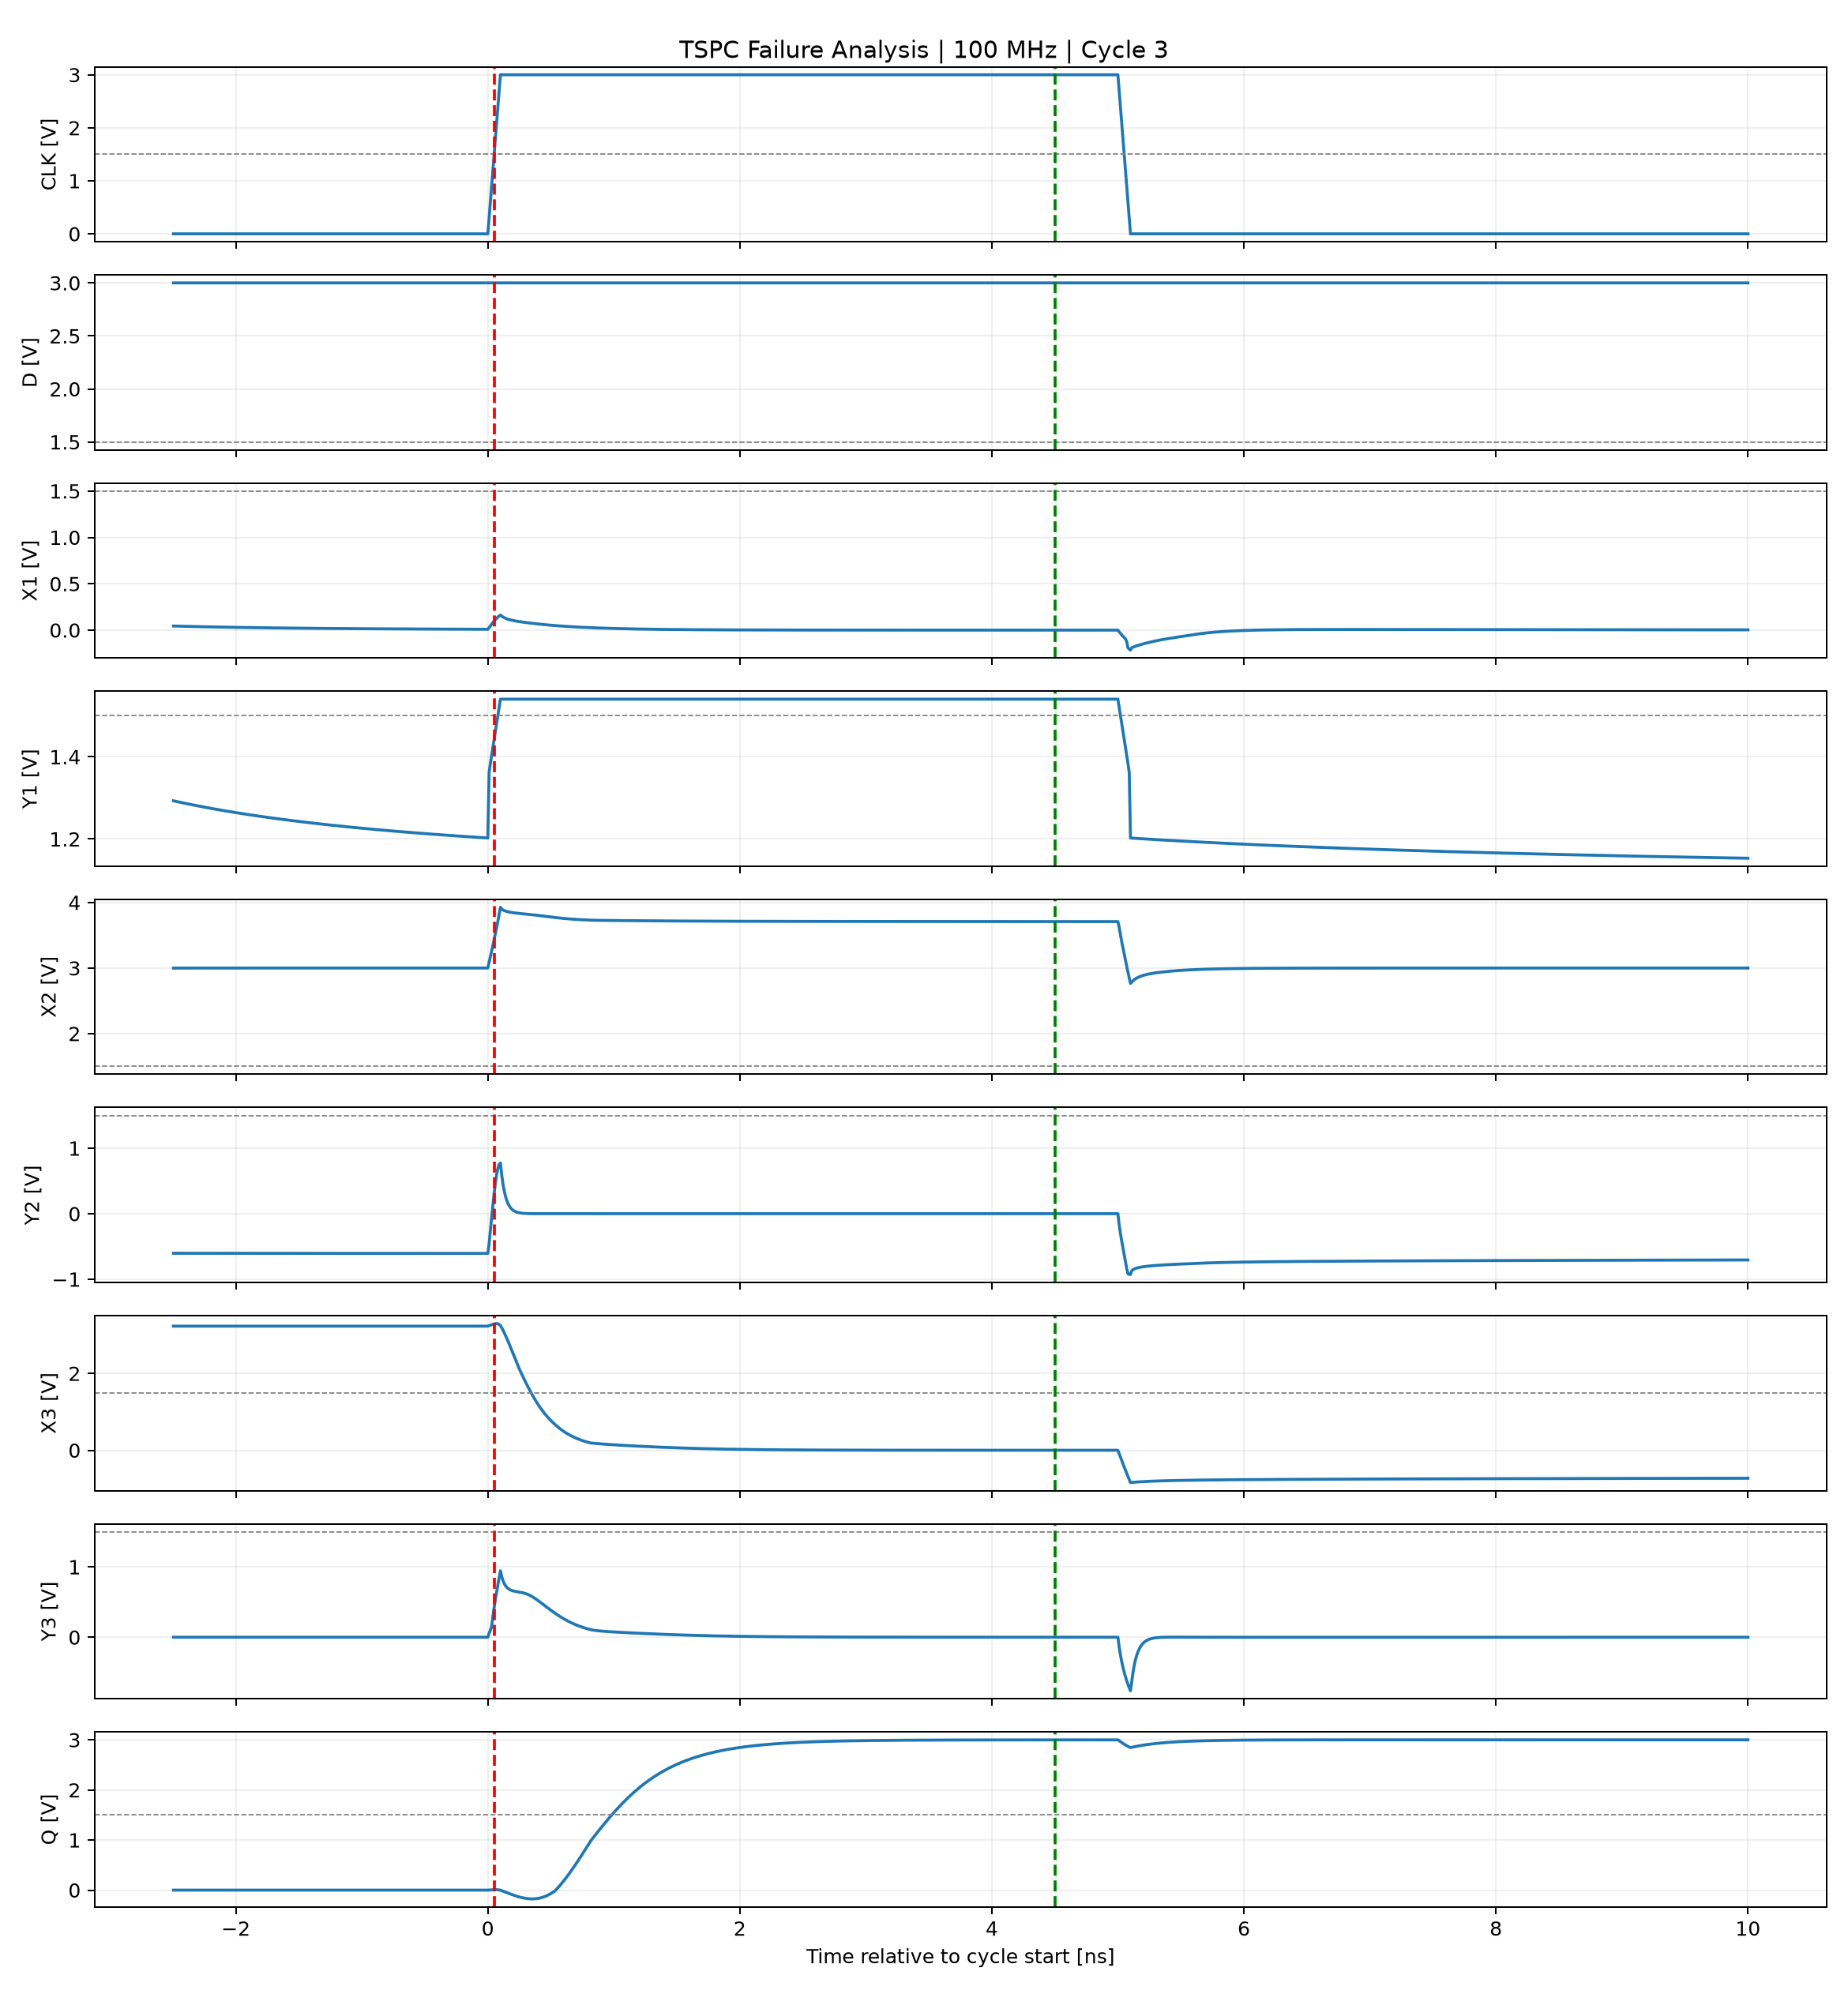 TSPC Failure Analysis | 100 MHz | Cycle 3
CLK [V]
3
2
1
0
D [V]
3.0
2.5
2.0
1.5
X1 [V]
1.5
1.0
0.5
0.0
Y1 [V]
1.4
1.2
X2 [V]
4
3
2
Y2 [V]
1
0
−1
X3 [V]
2
0
Y3 [V]
1
0
Q [V]
3
2
1
0
−2 0 2 4 6 8 10
Time relative to cycle start [ns]